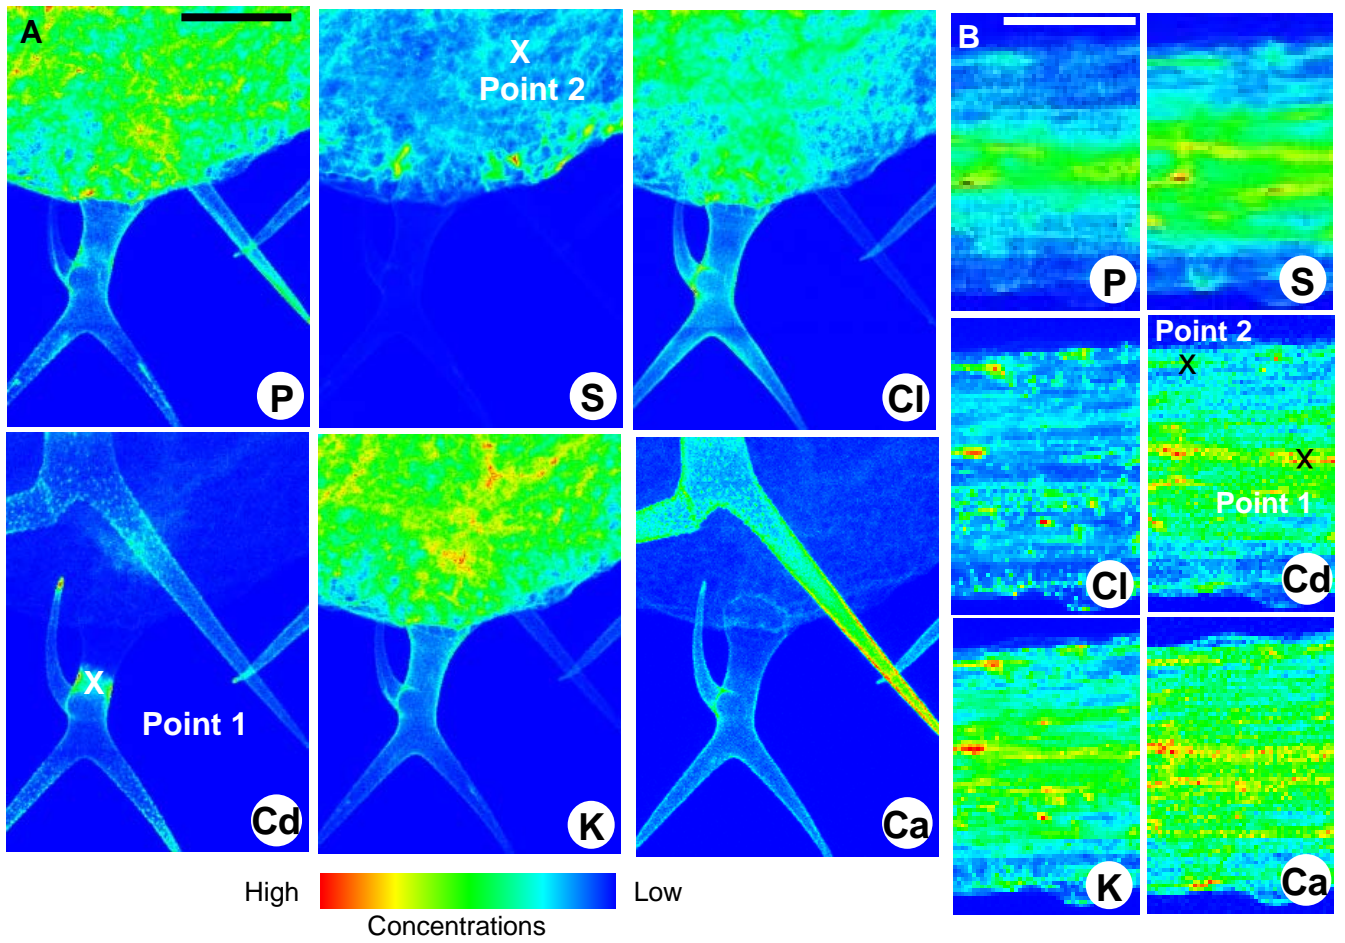 A
B
X
Point 2
P
S
P
S
Cl
Point 2
X
X
Point 1
X
Point 1
Cl
Cd
Cd
K
Ca
K
Ca
High
Low
Concentrations